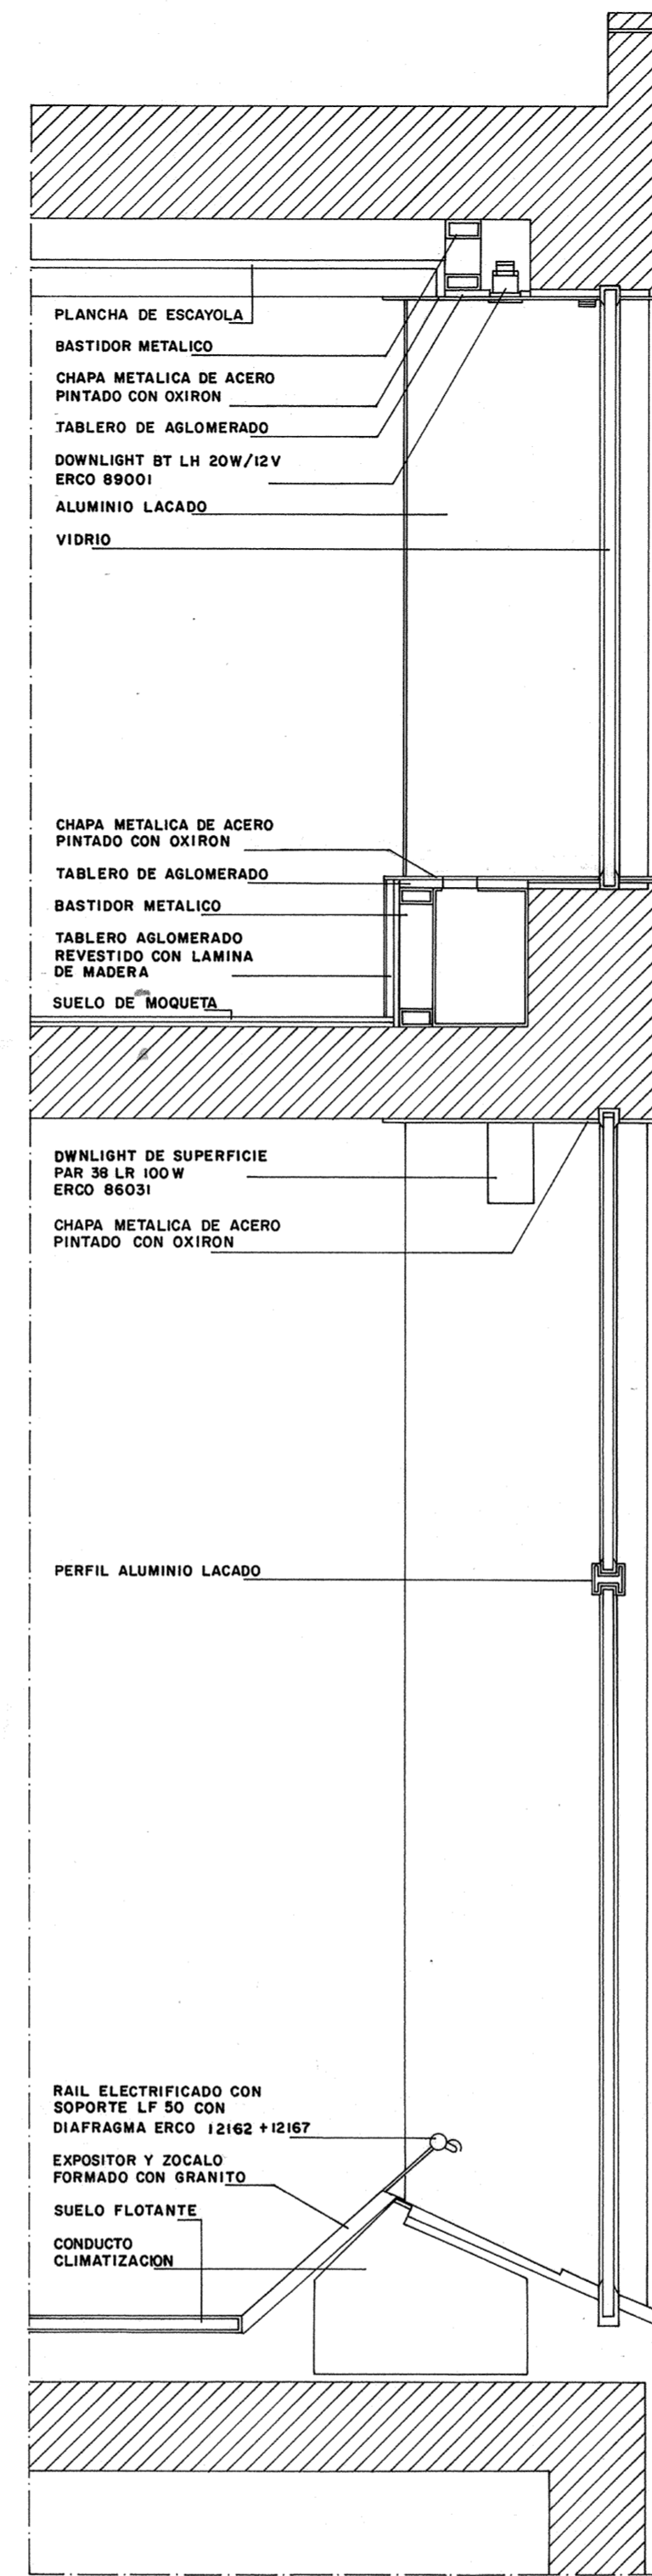 PLANCHA DE ESCAYOLA
BASTIDOR METALICO
CHAPA METALICA DE ACERO
PINTADO CON OXIRON
TABLERO DE AGLOMERADO
DOWNLIGHT BT LH 20W/12V
ERCO 89001
ALUMINIO LACADO
VIDRIO
CHAPA METALICA DE ACERO
PINTADO CON OXIRON
TABLERO DE AGLOMERADO
BASTIDOR METALICO
TABLERO AGLOMERADO
REVESTIDO CON LAMINA
DE MADERA
SUELO DE MOQUETA
DWNLIGHT DE SUPERFICIE
PAR 38 LR 100W
ERCO 86031
CHAPA METALICA DE ACERO
PINTADO CON OXIRON
PERFIL ALUMINIO LACADO
RAIL ELECTRIFICADO CON
SOPORTE LF 50 CON
DIAFRAGMA ERCO 12162 +12167
EXPOSITOR Y ZOCALO
FORMADO CON GRANITO
SUELO FLOTANTE
CONDUCTO
CLIMATIZACION